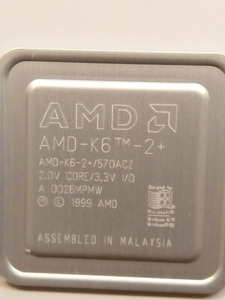 AMD
AMD-K6™-2+
AMD-K6-2+/570ACZ
2.0V CORE/3.3V I/O
A 0026MPMW
Ⓜ © 1999 AMD
ASSEMBLED IN MALAYSIA